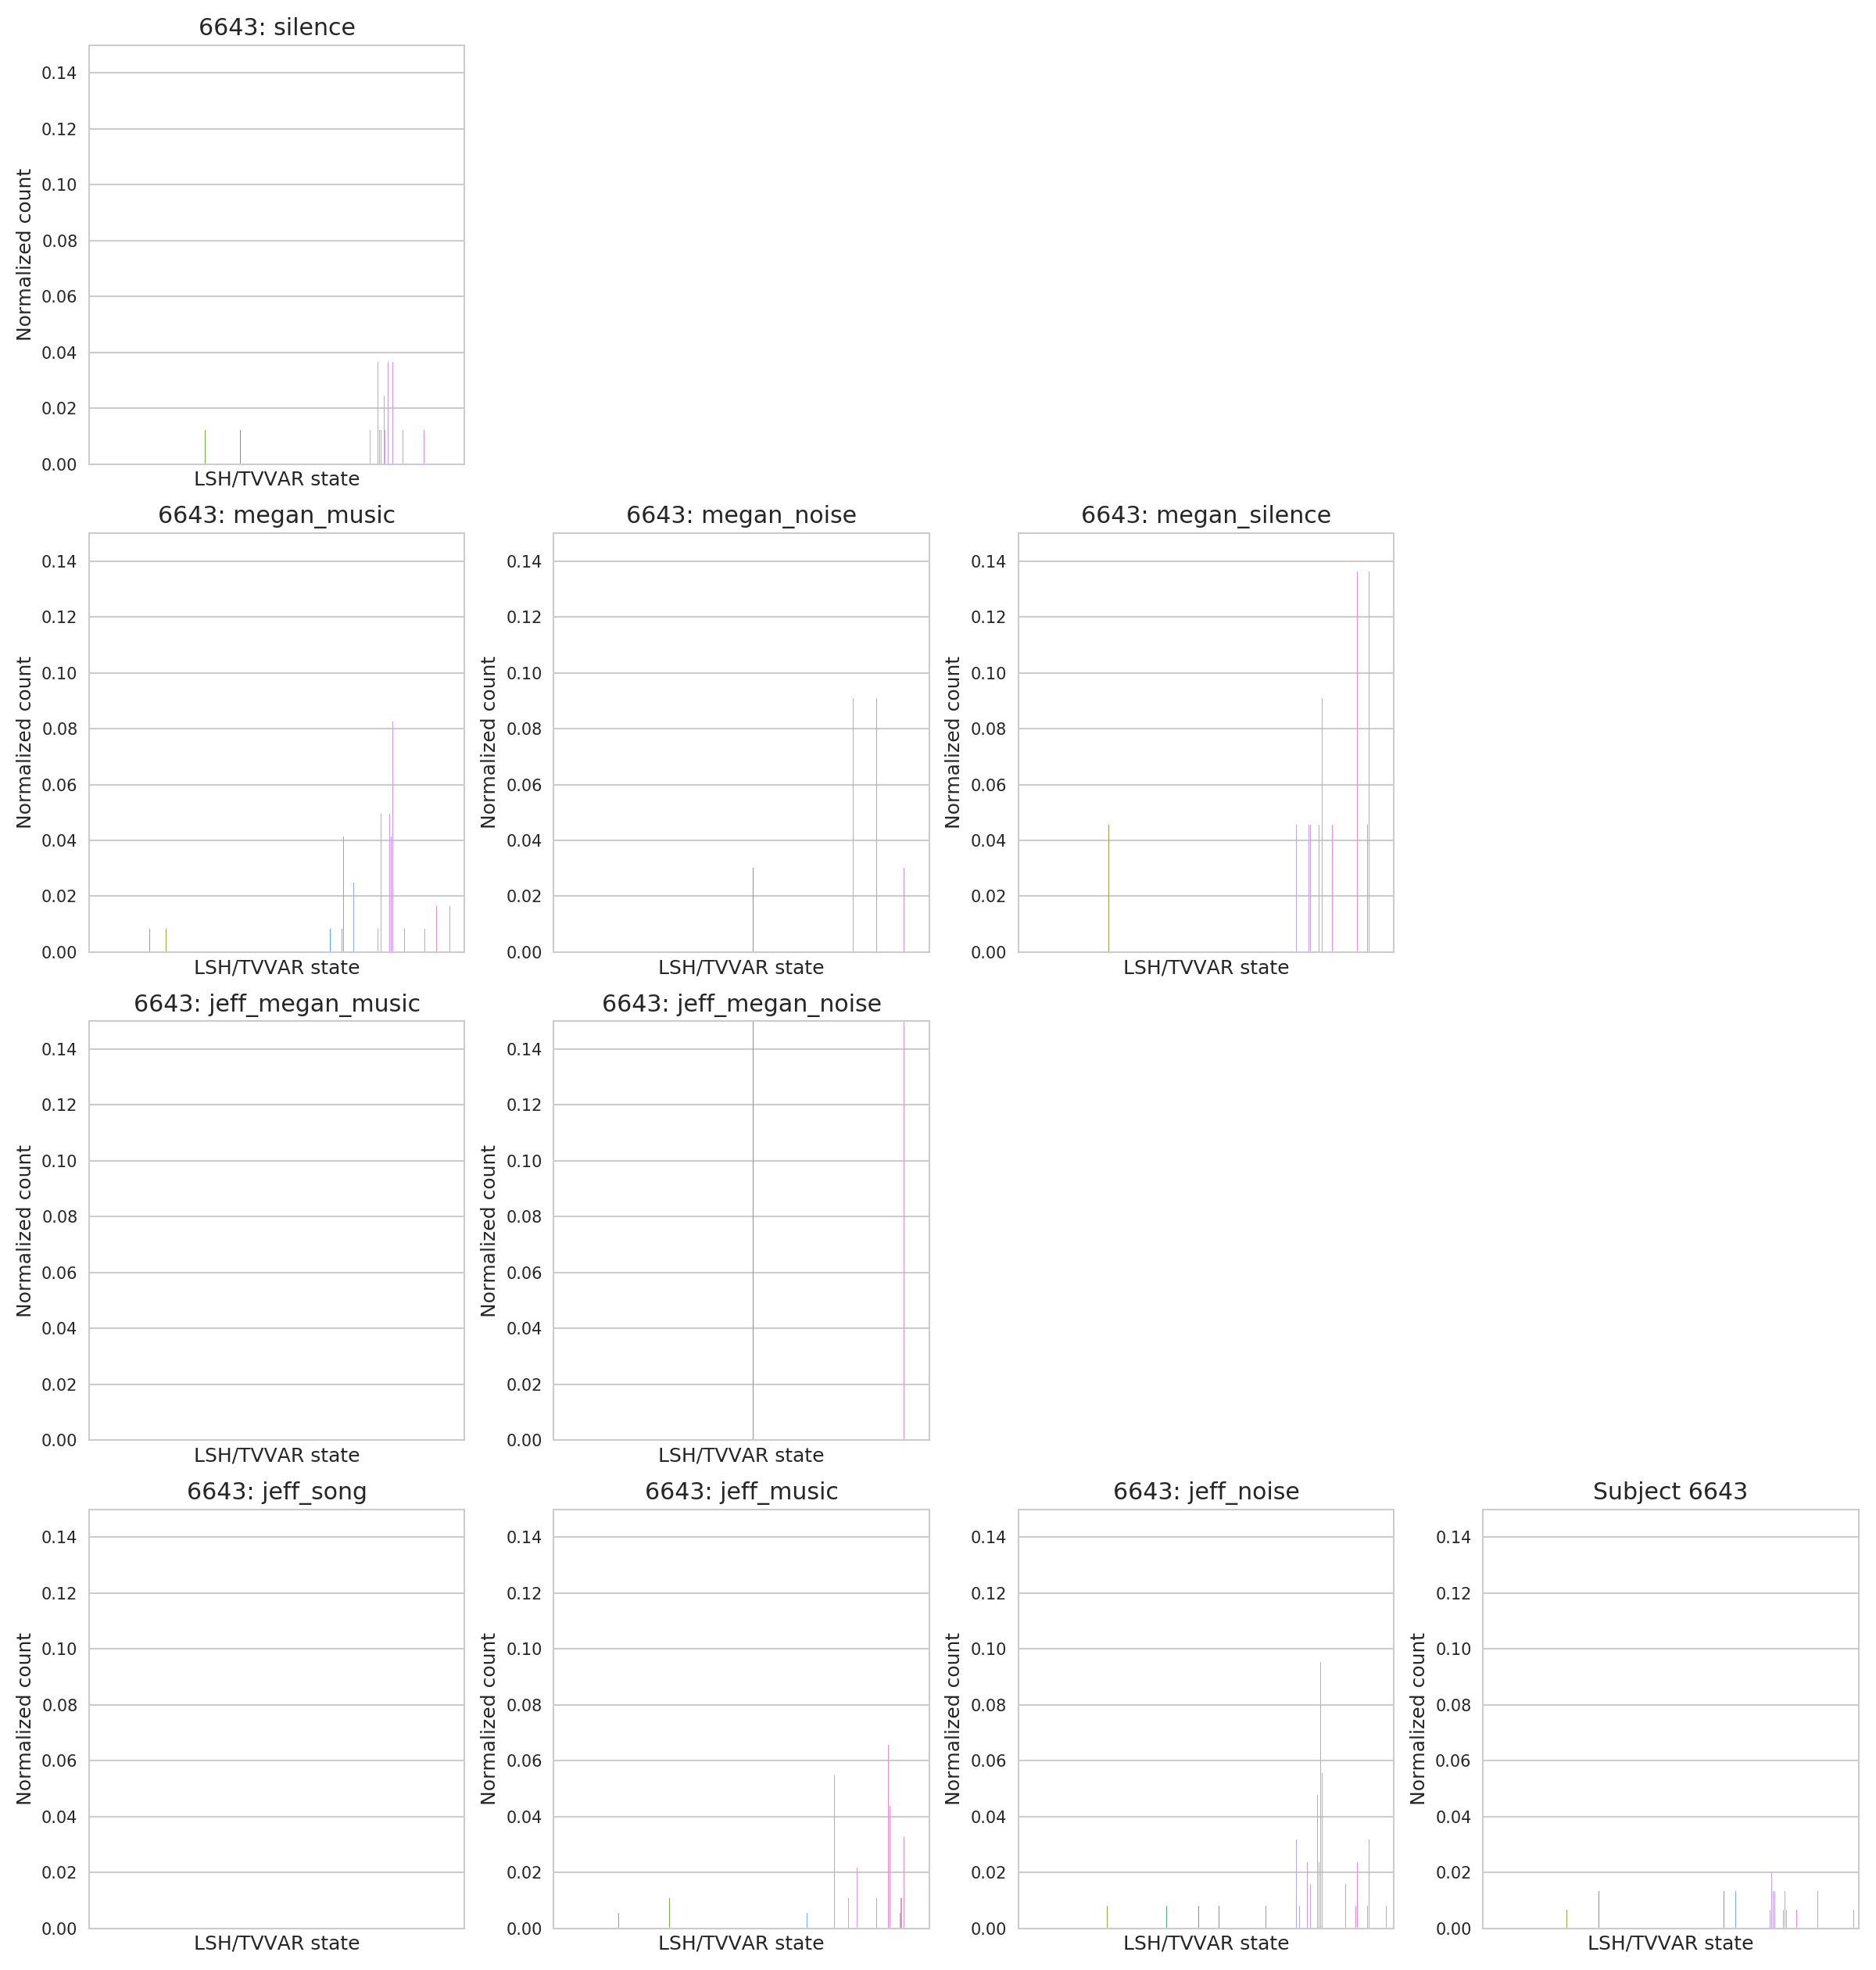 6643: silence
Normalized count
0.14
0.12
0.10
0.08
0.06
0.04
0.02
0.00
LSH/TVVAR state
6643: megan_music
Normalized count
0.14
0.12
0.10
0.08
0.06
0.04
0.02
0.00
LSH/TVVAR state
6643: megan_noise
Normalized count
0.14
0.12
0.10
0.08
0.06
0.04
0.02
0.00
LSH/TVVAR state
6643: megan_silence
Normalized count
0.14
0.12
0.10
0.08
0.06
0.04
0.02
0.00
LSH/TVVAR state
6643: jeff_megan_music
Normalized count
0.14
0.12
0.10
0.08
0.06
0.04
0.02
0.00
LSH/TVVAR state
6643: jeff_megan_noise
Normalized count
0.14
0.12
0.10
0.08
0.06
0.04
0.02
0.00
LSH/TVVAR state
6643: jeff_song
Normalized count
0.14
0.12
0.10
0.08
0.06
0.04
0.02
0.00
LSH/TVVAR state
6643: jeff_music
Normalized count
0.14
0.12
0.10
0.08
0.06
0.04
0.02
0.00
LSH/TVVAR state
6643: jeff_noise
Normalized count
0.14
0.12
0.10
0.08
0.06
0.04
0.02
0.00
LSH/TVVAR state
Subject 6643
Normalized count
0.14
0.12
0.10
0.08
0.06
0.04
0.02
0.00
LSH/TVVAR state